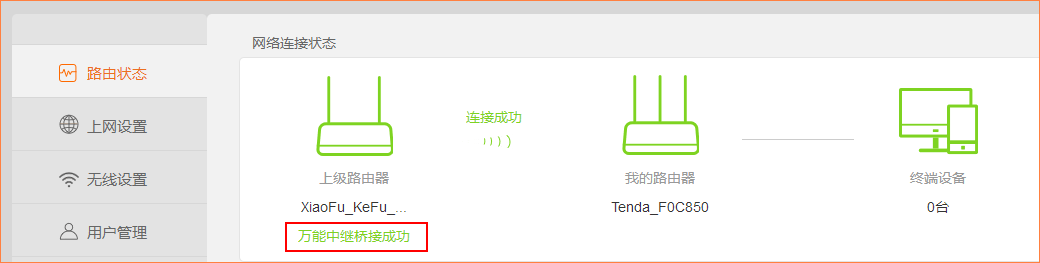 网络连接状态
路由状态
上网设置
无线设置
用户管理
连接成功
上级路由器
我的路由器
终端设备
XiaoFu_KeFu_...
Tenda_F0C850
0台
万能中继桥接成功